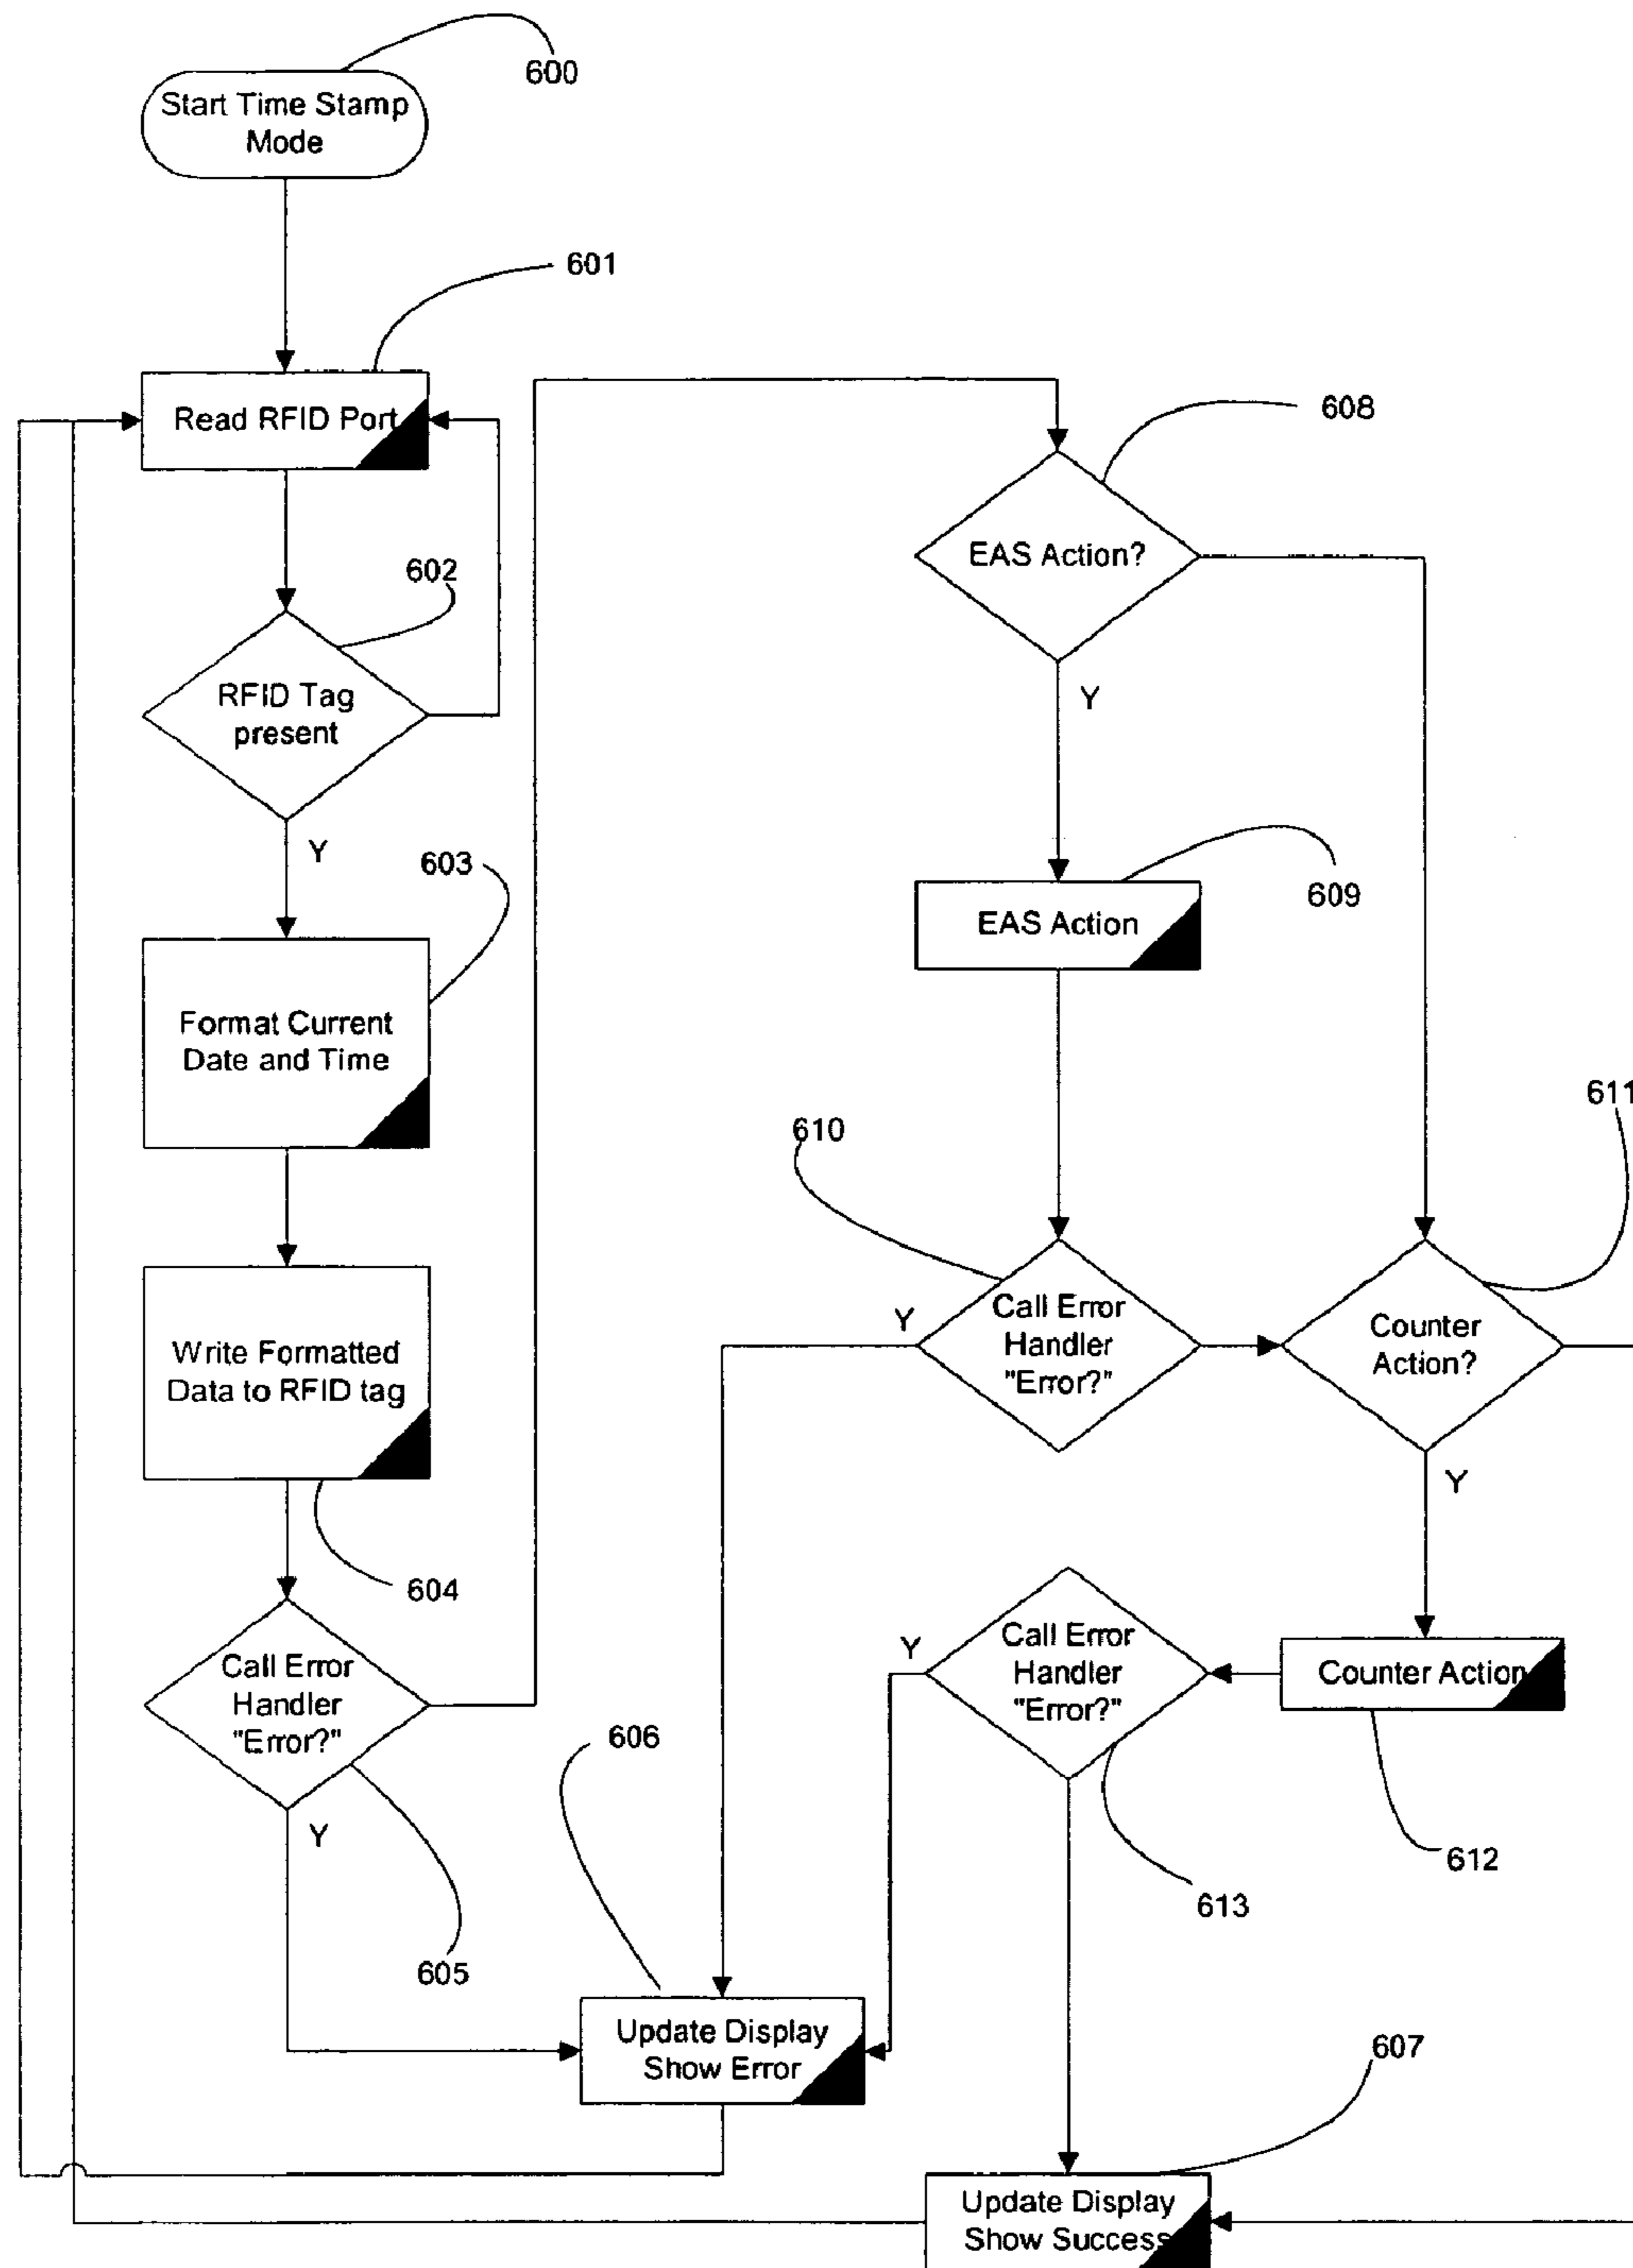 600
Start Time Stamp
Mode
601
Read RFID Port
602
RFID Tag
present
Y
603
Format Current
Date and Time
Write Formatted
Data to RFID tag
604
Call Error
Handler
"Error?"
Y
605
606
Update Display
Show Error
608
EAS Action?
Y
609
EAS Action
610
Y
Call Error
Handler
"Error?"
611
Counter
Action?
Y
Counter Action
612
Y
Call Error
Handler
"Error?"
613
607
Update Display
Show Success